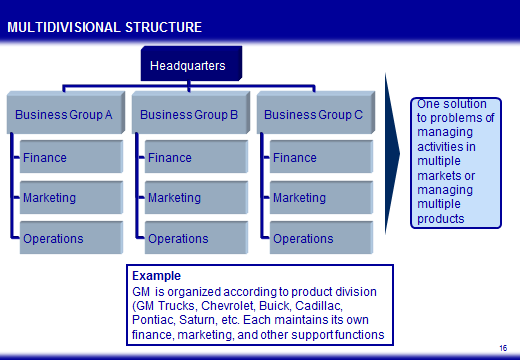 MULTIDIVISIONAL STRUCTURE
Headquarters
Business Group A
Business Group B
Business Group C
Finance
Finance
Finance
Marketing
Marketing
Marketing
Operations
Operations
Operations
One solution
to problems of
managing
activities in
multiple
markets or
managing
multiple
products
Example
GM is organized according to product division
(GM Trucks, Chevrolet, Buick, Cadillac,
Pontiac, Saturn, etc. Each maintains its own
finance, marketing, and other support functions
16